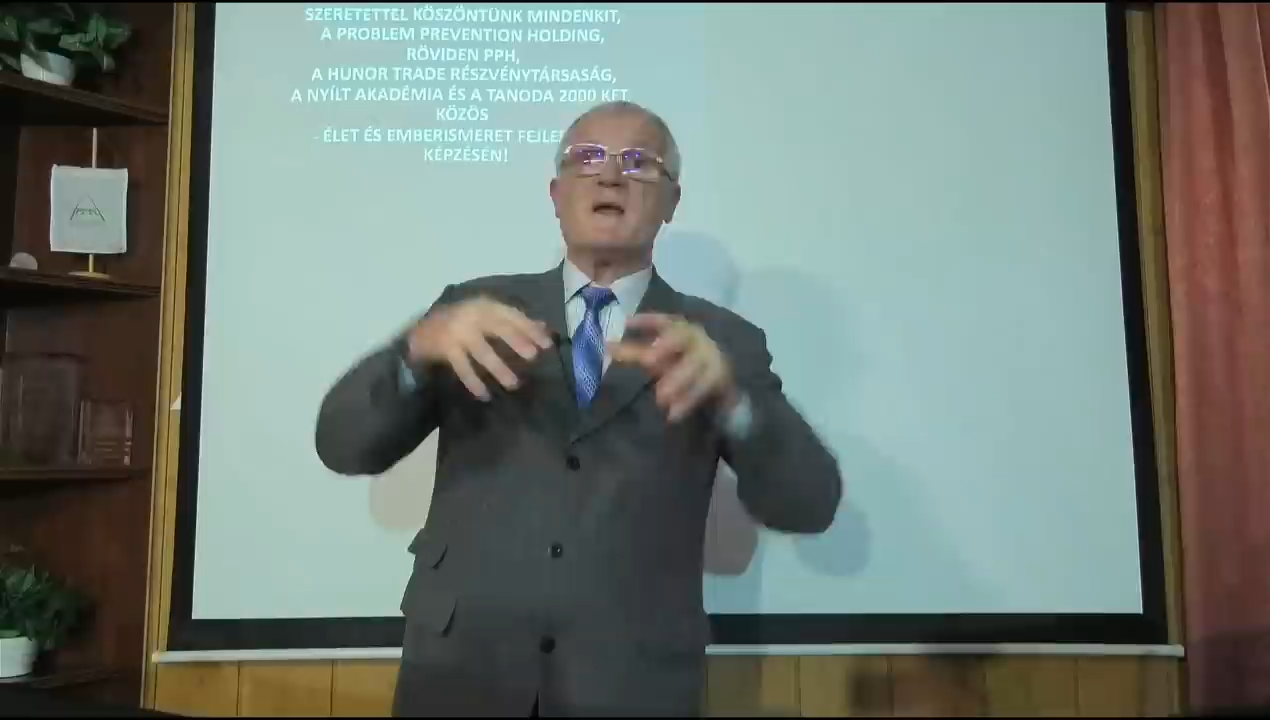 SZERETETTEL KÖSZÖNTÜNK MINDENKIT,
A PROBLEM PREVENTION HOLDING,
RÖVIDEN PPH,
A HUNOR TRADE RÉSZVÉNYTÁRSASÁG,
A NYÍLT AKADÉMIA ÉS A TANODA 2000 KFT
KÖZÖS
- ÉLET ÉS EMBERISMERET
KÉPZÉSÉN!